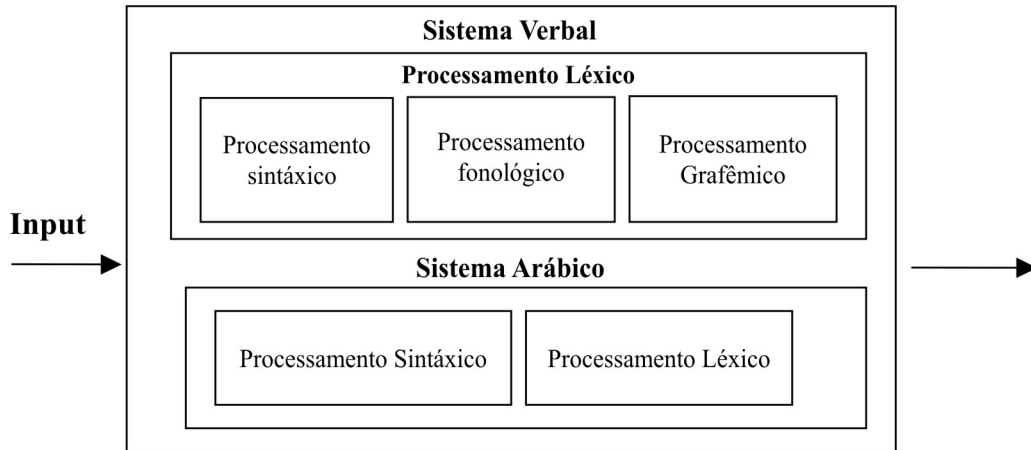 Sistema Verbal
Processamento Léxico
Processamento
sintáxico
Processamento
fonológico
Processamento
Grafêmico
Input
Sistema Arábico
Processamento Sintáxico
Processamento Léxico